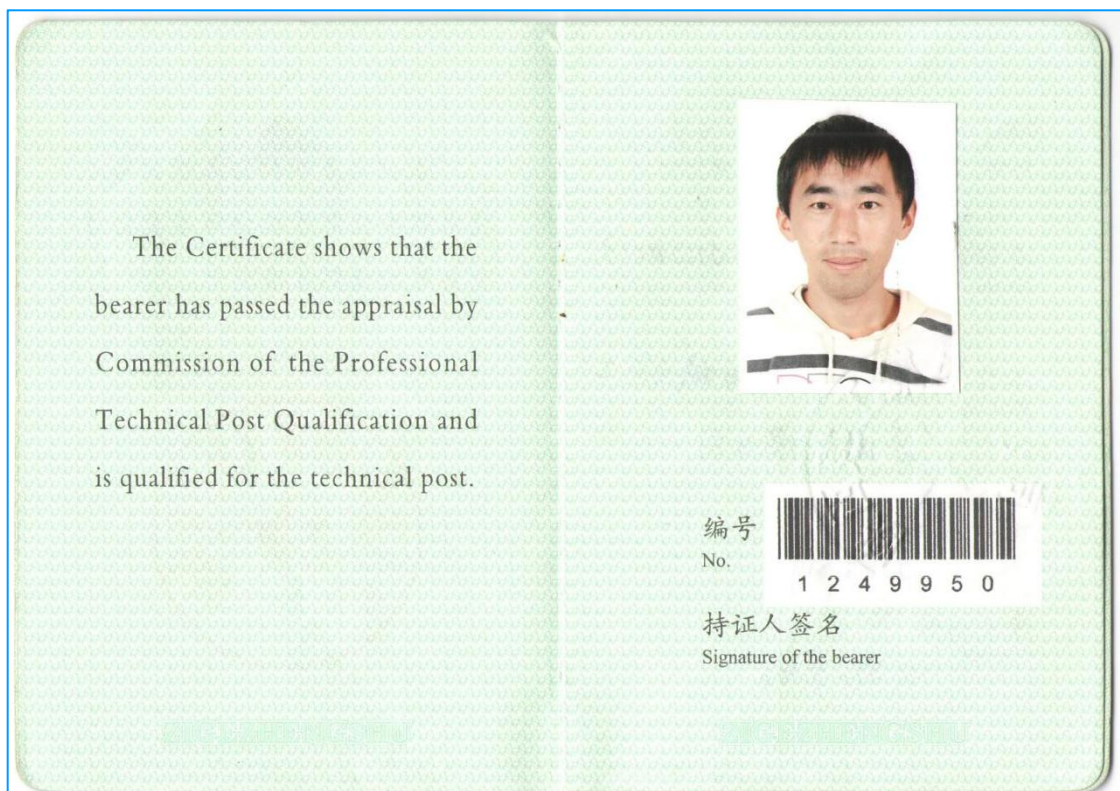 The Certificate shows that the
bearer has passed the appraisal by
Commission of the Professional
Technical Post Qualification and
is qualified for the technical post.
编号
No.
1249950
持证人签名
Signature of the bearer
ZIGEZHENGSHU
ZIGEZHENGSHU